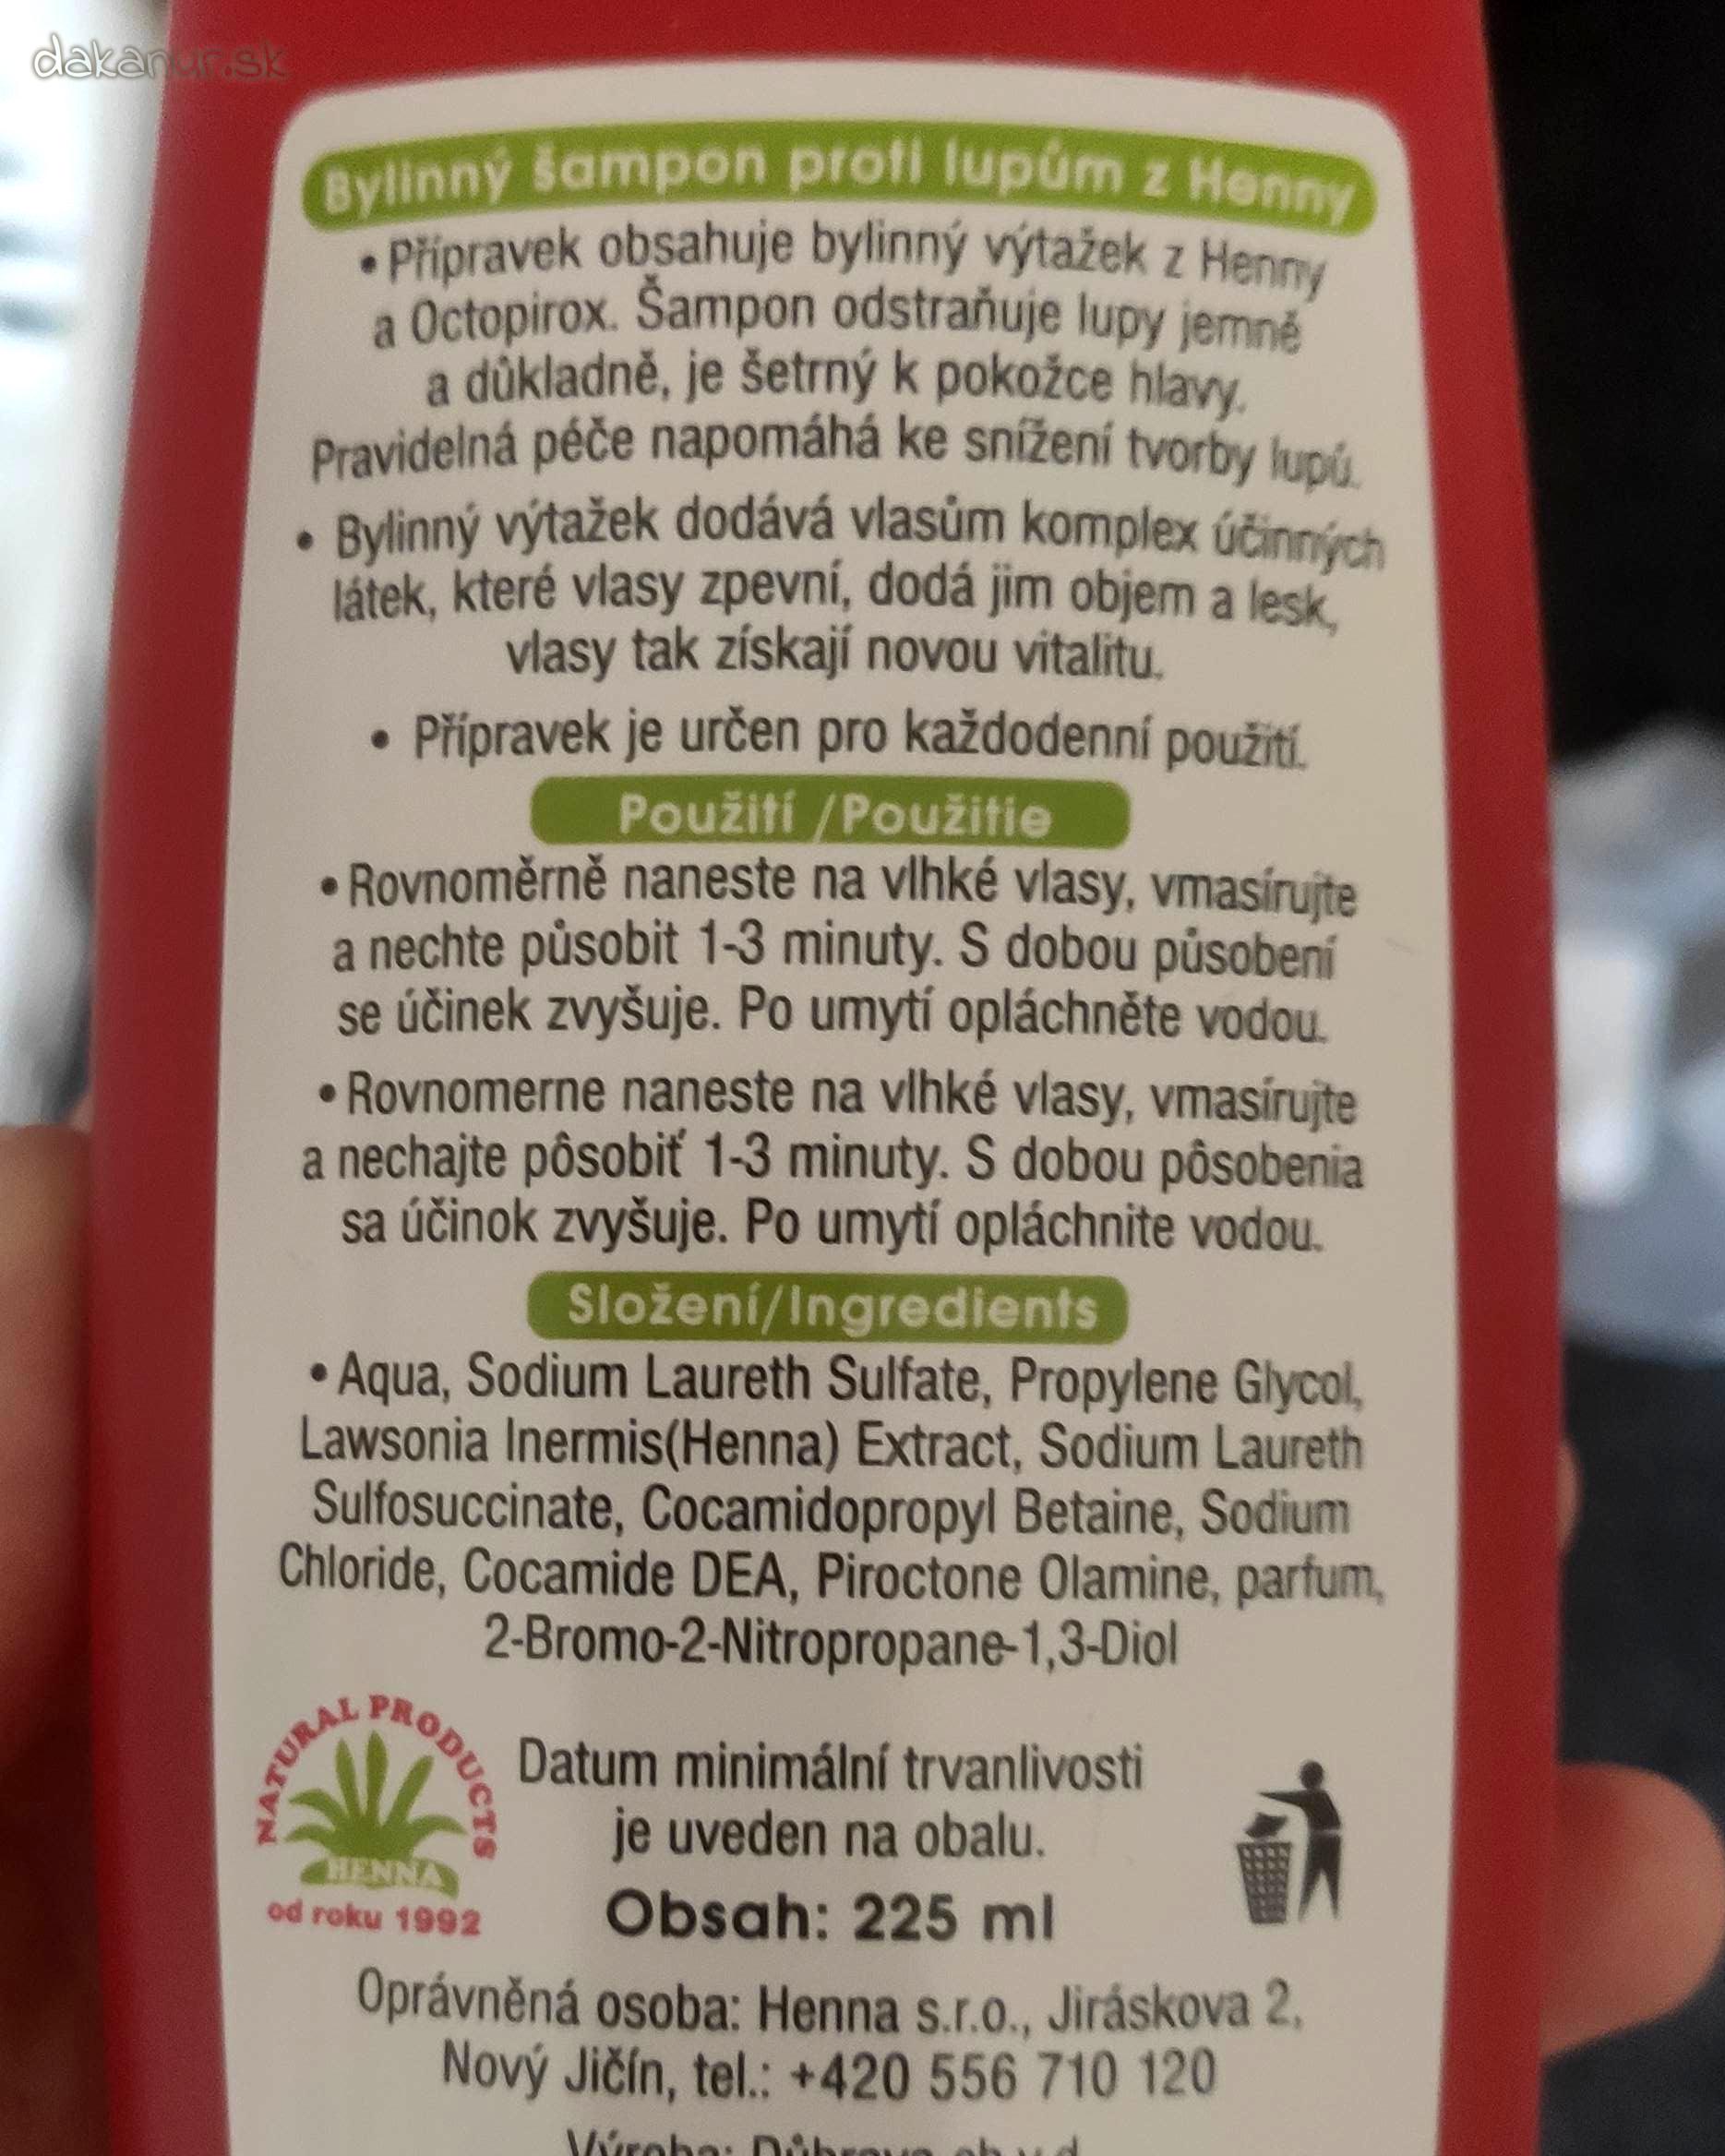 dakanur.sk
Bylinný šampon proti lupům z Henny
• Přípravek obsahuje bylinný výtažek z Henny
a Octopirox. Šampon odstraňuje lupy jemně
a důkladně, je šetrný k pokožce hlavy.
Pravidelná péče napomáhá ke snížení tvorby lupů.
• Bylinný výtažek dodává vlasům komplex účinných
látek, které vlasy zpevní, dodá jim objem a lesk,
vlasy tak získají novou vitalitu.
• Přípravek je určen pro každodenní použití.
Použití /Použitie
• Rovnoměrně naneste na vlhké vlasy, vmasírujte
a nechte působit 1-3 minuty. S dobou působení
se účinek zvyšuje. Po umytí opláchněte vodou.
• Rovnomerne naneste na vlhké vlasy, vmasírujte
a nechajte pôsobiť 1-3 minuty. S dobou pôsobenia
sa účinok zvyšuje. Po umytí opláchnite vodou.
Složení/Ingredients
• Aqua, Sodium Laureth Sulfate, Propylene Glycol,
Lawsonia Inermis(Henna) Extract, Sodium Laureth
Sulfosuccinate, Cocamidopropyl Betaine, Sodium
Chloride, Cocamide DEA, Piroctone Olamine, parfum,
2-Bromo-2-Nitropropane-1,3-Diol
NATURAL PRODUCTS
HENNA
od roku 1992
Datum minimální trvanlivosti
je uveden na obalu.
Obsah: 225 ml
Oprávněná osoba: Henna s.r.o., Jiráskova 2,
Nový Jičín, tel.: +420 556 710 120
Výroba: